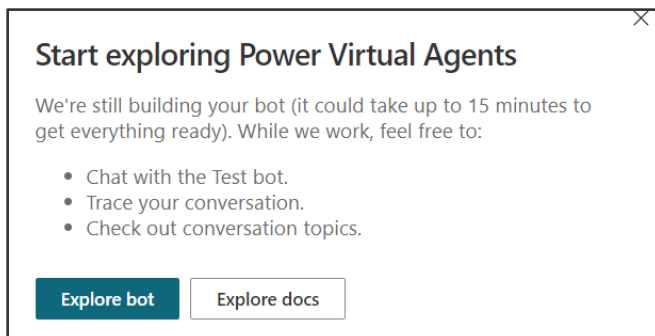 Start exploring Power Virtual Agents
We're still building your bot (it could take up to 15 minutes to
get everything ready). While we work, feel free to:
• Chat with the Test bot.
• Trace your conversation.
• Check out conversation topics.
Explore bot
Explore docs